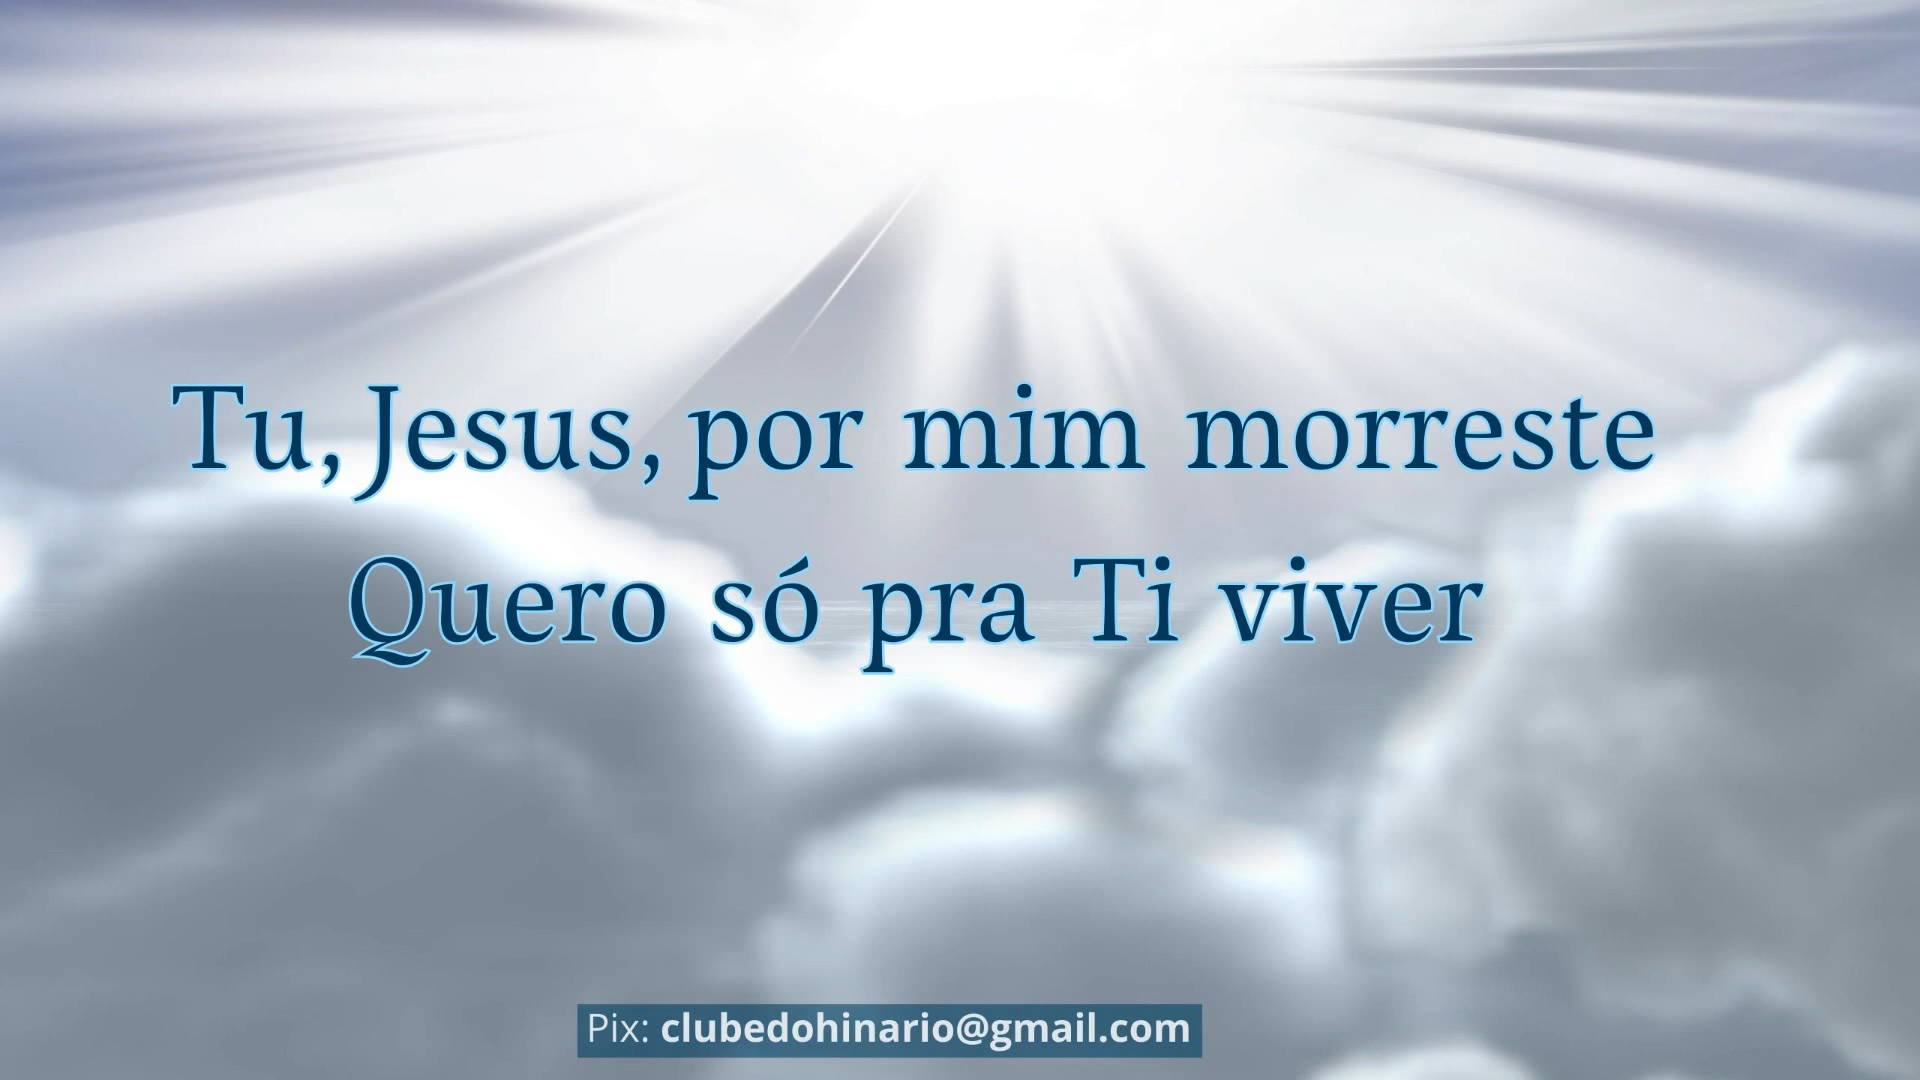 Tu, Jesus, por mim morreste
Quero só pra Ti viver
Pix: clubedohinario@gmail.com